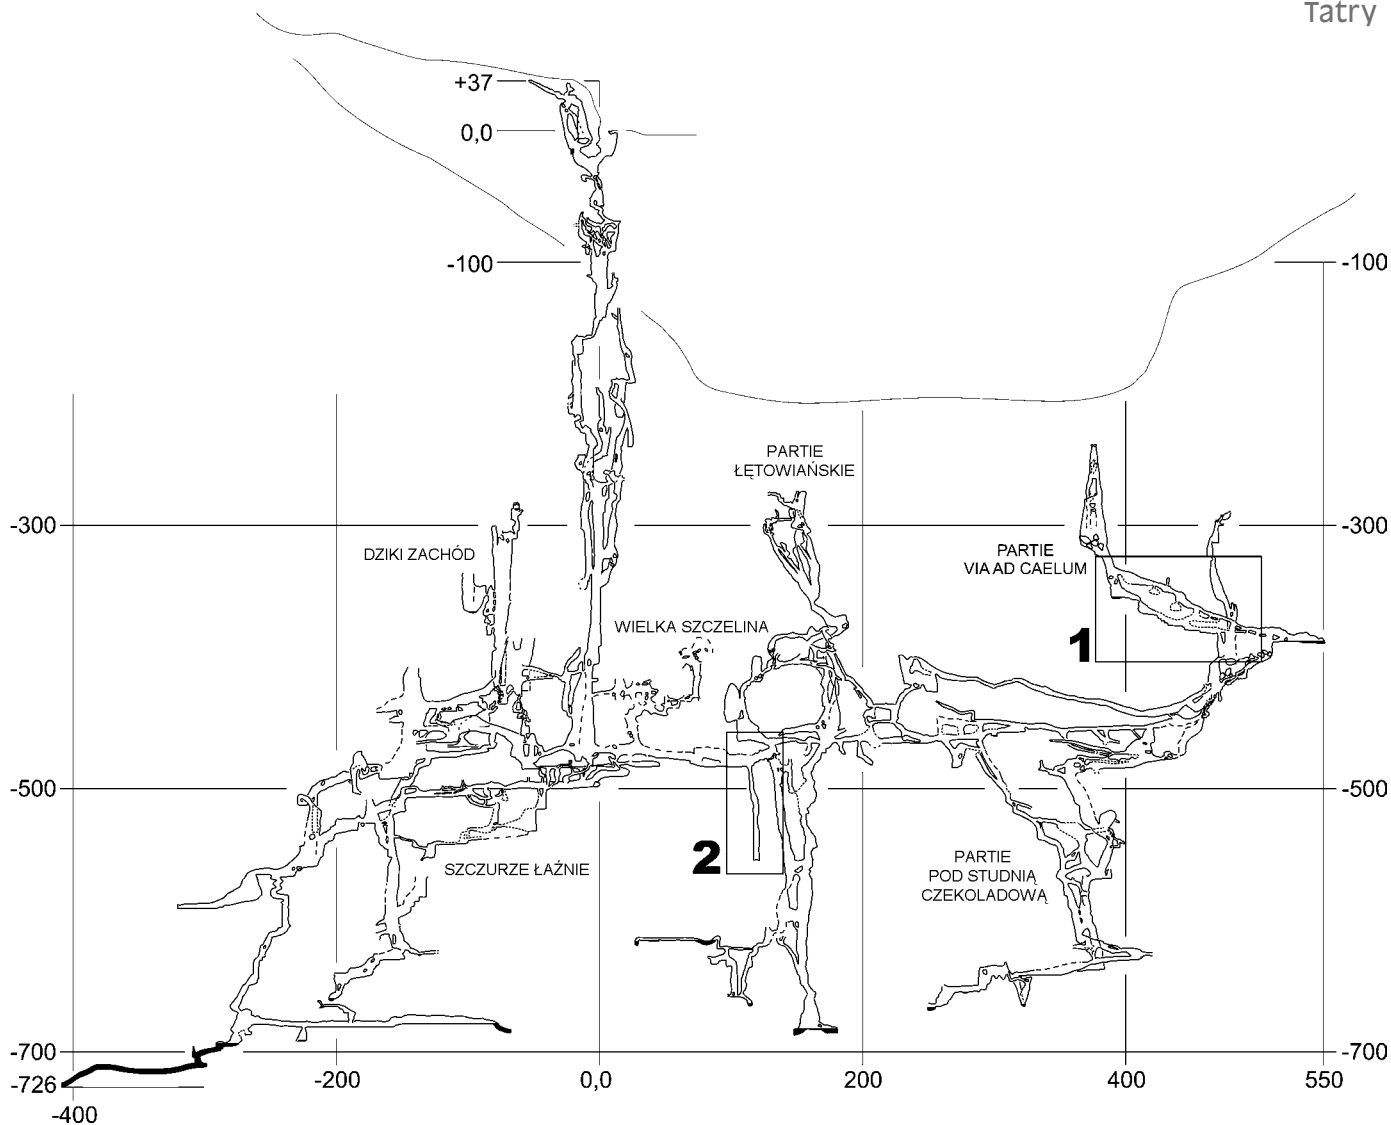 Tatry
+37
0,0
-100
-100
PARTIE
ŁĘTOWIAŃSKIE
-300
-300
DZIKI ZACHÓD
PARTIE
VIA AD CAELUM
WIELKA SZCZELINA
1
-500
-500
2
SZCZURZE ŁAŹNIE
PARTIE
POD STUDNIĄ
CZEKOLADOWĄ
-700
-700
-726
-200
0,0
200
400
550
-400